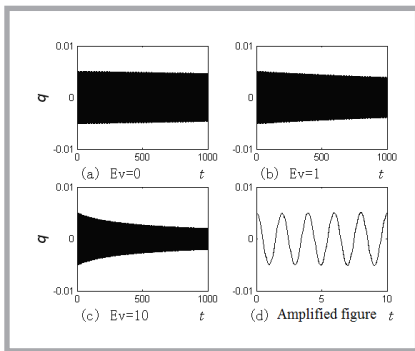 0.01 0.01
q 0 0
-0.01 -0.01
0 500 1000 0 500 1000
(a) Ev=0 t (b) Ev=1 t
0.01 0.01
q 0 0
-0.01 -0.01
0 500 1000 0 5 10
(c) Ev=10 t (d) Amplified figure t